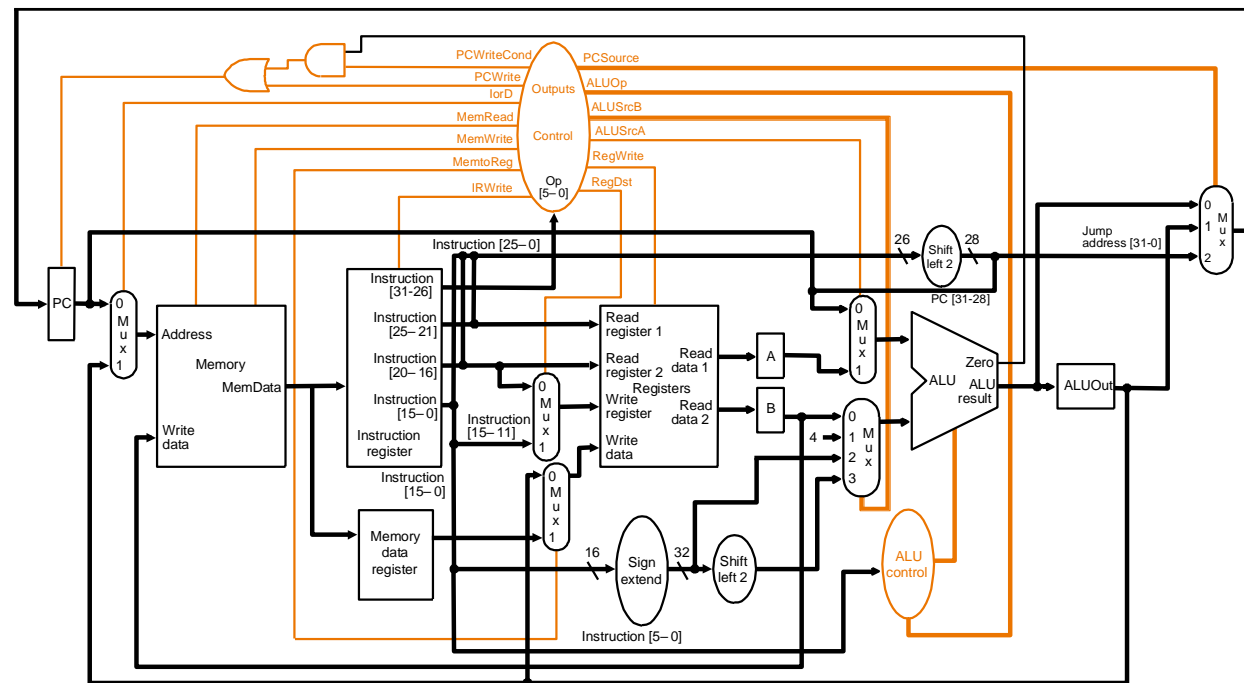 PCWriteCond
PCWrite
IorD
MemRead
MemWrite
MemtoReg
IRWrite
Outputs
Control
Op
[5–0]
PCSource
ALUOp
ALUSrcB
ALUSrcA
RegWrite
RegDst
Instruction [25–0]
26
28
Shift
left 2
Jump
address [31-0]
PC [31-28]
0
1
2
M
u
x
PC
0
M
u
x
1
Address
Memory
MemData
Write
data
Instruction
[31-26]
Instruction
[25–21]
Instruction
[20–16]
Instruction
[15–0]
Instruction
register
Instruction
[15–0]
Instruction
[15–11]
Memory
data
register
0
M
u
x
1
0
M
u
x
1
Read
register 1
Read
register 2
Registers
Write
register
Write
data
Read
data 1
Read
data 2
A
B
4
0
M
u
x
1
0
1
2
3
M
u
x
Zero
ALU
ALU
result
ALUOut
16
Sign
extend
32
Shift
left 2
ALU
control
Instruction [5–0]